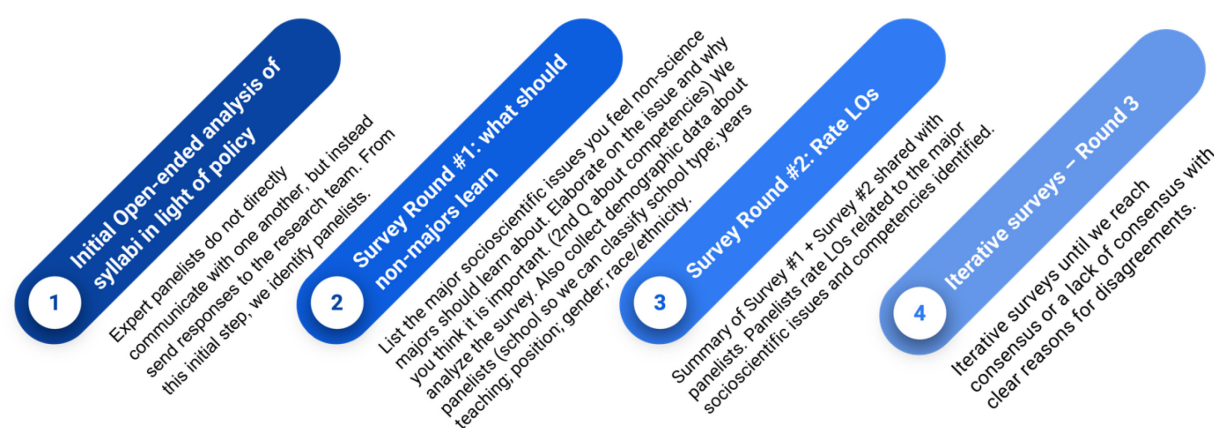 1
Initial Open-ended analysis of
syllabi in light of policy
Expert panelists do not directly
communicate with one another, but instead
send responses to the research team. From
this initial step, we identify panelists.
2
Survey Round #1: what should
non-majors learn
List the major socioscientific issues you feel non-science
majors should learn about. Elaborate on the issue and why
you think it is important. (2nd Q about competencies) We
analyze the survey. Also collect demographic data about
panelists (school so we can classify school type; years
teaching; position; gender, race/ethnicity.
3
Survey Round #2: Rate LOs
Summary of Survey #1 + Survey #2 shared with
panelists. Panelists rate LOs related to the major
socioscientific issues and competencies identified.
4
Iterative surveys – Round 3
Iterative surveys until we reach
consensus or a lack of consensus with
clear reasons for disagreements.